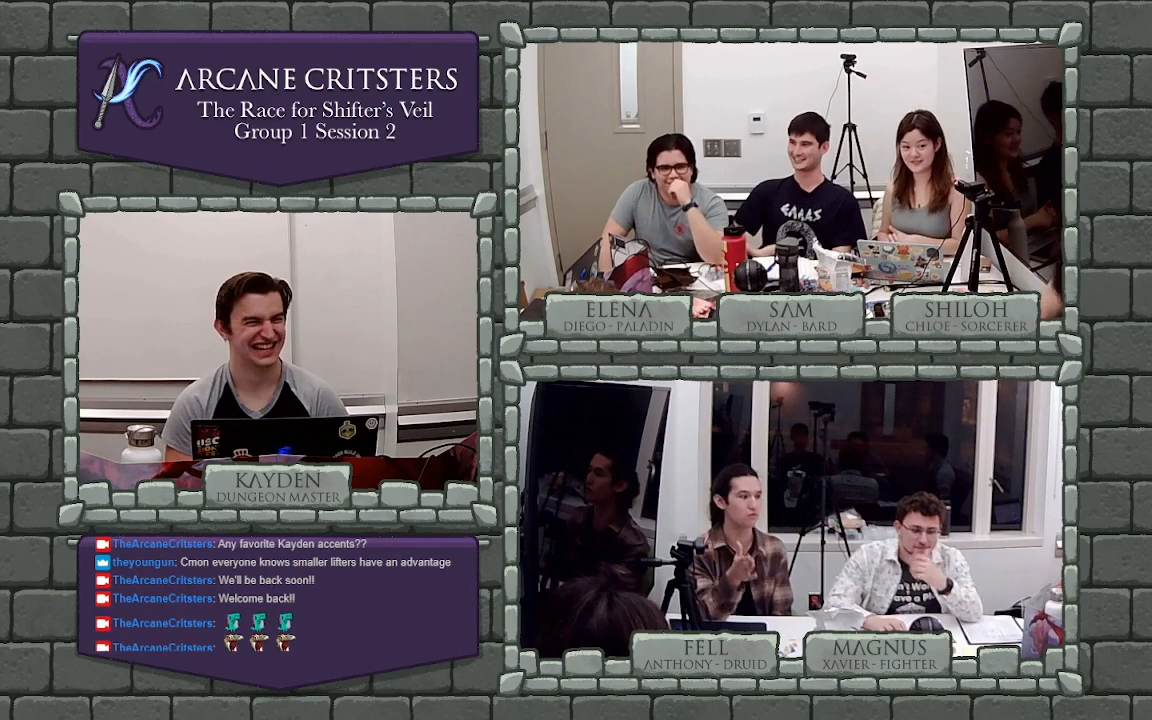 ARCANE CRITSTERS
The Race for Shifter's Veil
Group 1 Session 2
KAYDEN
DUNGEON MASTER
TheArcaneCritsters: Any favorite Kayden accents??
theyoungun: Cmon everyone knows smaller lifters have an advantage
TheArcaneCritsters: We'll be back soon!!
TheArcaneCritsters: Welcome back!!
TheArcaneCritsters:
TheArcaneCritsters:
ELENA
DIEGO - PALADIN
SAM
DYLAN - BARD
SHILOH
CHLOE - SORCERER
FELL
ANTHONY - DRUID
MAGNUS
XAVIER - FIGHTER
USC